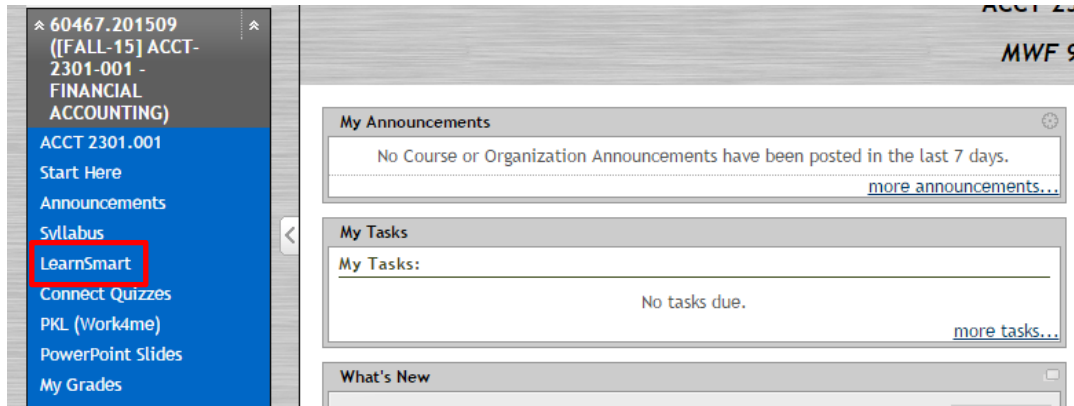 60467.201509
([FALL-15] ACCT-
2301-001 -
FINANCIAL
ACCOUNTING)
ACCT 2301.001
Start Here
Announcements
Syllabus
LearnSmart
Connect Quizzes
PKL (Work4me)
PowerPoint Slides
My Grades
MWF 9
My Announcements
No Course or Organization Announcements have been posted in the last 7 days.
more announcements...
My Tasks
My Tasks:
No tasks due.
more tasks...
What's New